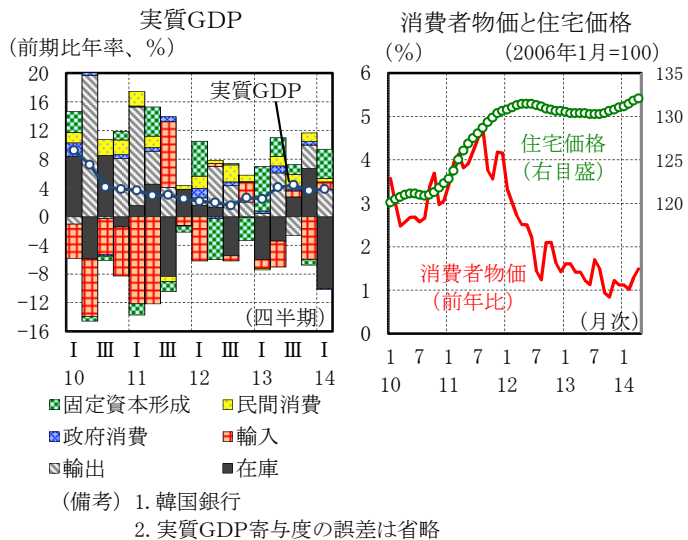 実質GDP
(前期比年率、%)
20
16
12
8
4
0
−4
−8
−12
−16
実質GDP
(四半期)
Ⅰ Ⅲ Ⅰ Ⅲ Ⅰ Ⅲ Ⅰ Ⅲ Ⅰ
10 11 12 13 14
固定資本形成 民間消費
政府消費 輸入
輸出 在庫
消費者物価と住宅価格
(%) (2006年1月=100)
6
5
4
3
2
1
0
135
130
125
120
住宅価格
(右目盛)
消費者物価
(前年比)
(月次)
1 7 1 7 1 7 1 7 1
10 11 12 13 14
(備考) 1. 韓国銀行
2. 実質GDP寄与度の誤差は省略